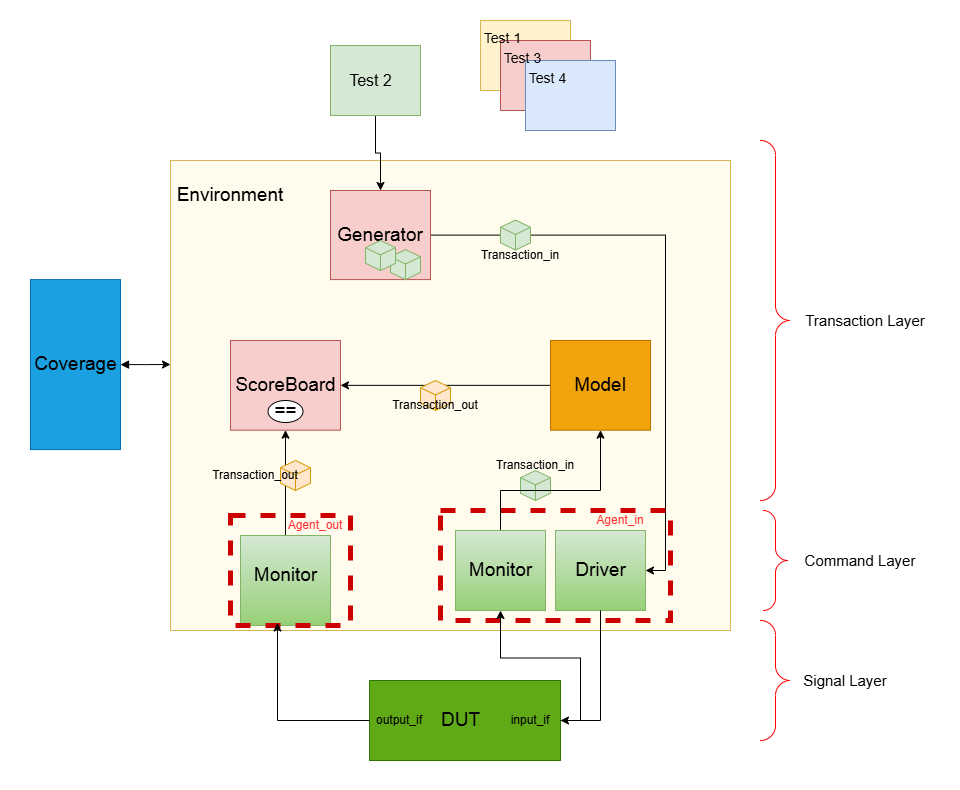 Test 1
Test 3
Test 2
Test 4
Environment
Generator
Transaction_in
Transaction Layer
Coverage
ScoreBoard
==
Model
Transaction_out
Transaction_in
Transaction_out
Agent_out
Agent_in
Monitor
Monitor
Driver
Command Layer
Signal Layer
output_if
DUT
input_if